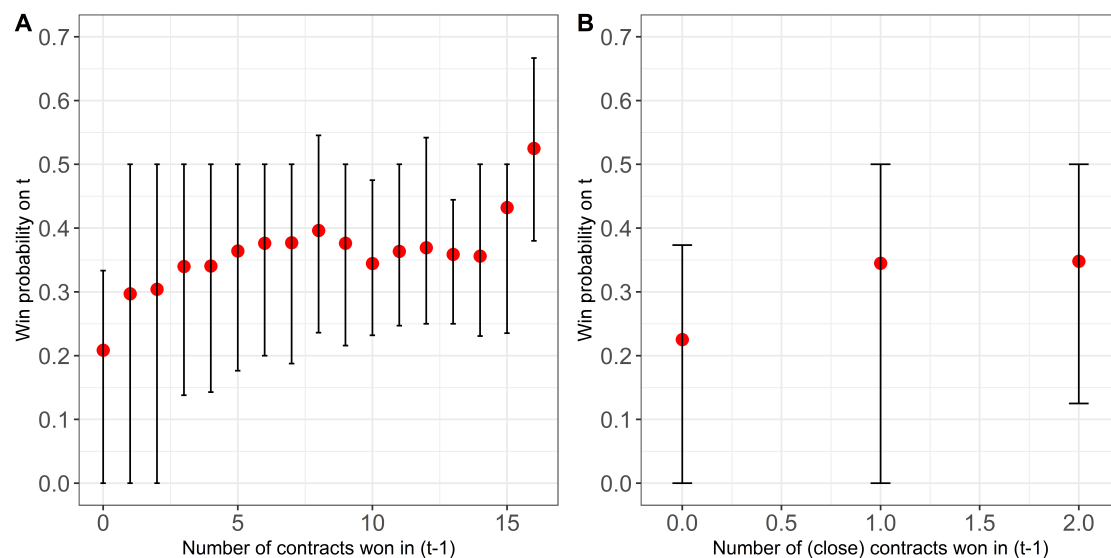 A
Win probability on t
0.7
0.6
0.5
0.4
0.3
0.2
0.1
0.0
0 5 10 15
Number of contracts won in (t-1)
B
Win probability on t
0.7
0.6
0.5
0.4
0.3
0.2
0.1
0.0
0.0 0.5 1.0 1.5 2.0
Number of (close) contracts won in (t-1)